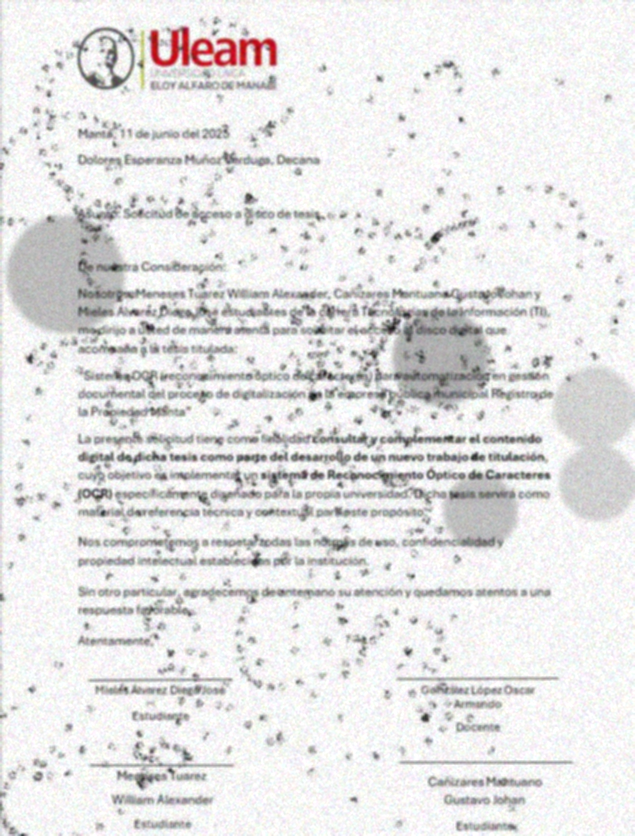 Uleam
UNIVERSIDAD LAICA
ELOY ALFARO DE MANABÍ
Manta, 11 de junio del 2025
Dolores Esperanza Muñoz Verduga, Decana
Asunto: Solicitud de acceso a óptico de tesis
De nuestra Consideración:
Nosotros Meneses Tuarez William Alexander, Cañizares Mantuano Gustavo Johan y
Mieles Alvarez Diego José estudiantes de la carrera Tecnologías de la Información (TI),
me dirijo a usted de manera atenta para solicitar el disco digital que
acompaña a la tesis titulada:
"Sistema OCR (reconocimiento óptico de caracteres) para automatización en gestión
documental del proceso de digitalización de la empresa pública municipal Registro de
la Propiedad Manta"
La presente solicitud tiene como finalidad consultar y complementar el contenido
digital de dicha tesis como parte del desarrollo de un nuevo trabajo de titulación,
cuyo objetivo es implementar un sistema de Reconocimiento Óptico de Caracteres
(OCR) específicamente diseñado para la propia universidad. Dicha tesis servirá como
material de referencia técnica y contextual para este propósito.
Nos comprometemos a respetar todas las normas de uso, confidencialidad y
propiedad intelectual establecidas por la institución.
Sin otro particular, agradecemos de antemano su atención y quedamos atentos a una
respuesta favorable.
Atentamente,
Mieles Alvarez Diego José
Estudiante
González López Oscar
Armando
Docente
Meneses Tuarez
William Alexander
Estudiante
Cañizares Mantuano
Gustavo Johan
Estudiante